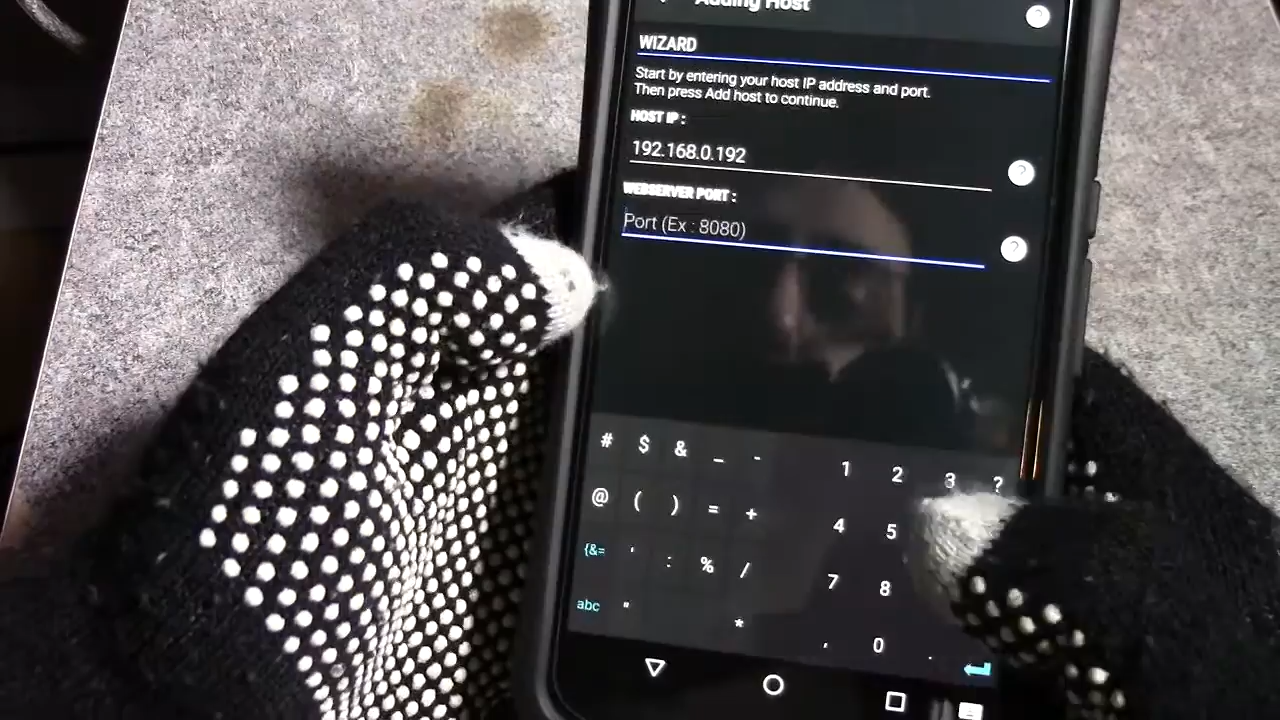 Adding Host
?
WIZARD
Start by entering your host IP address and port.
Then press Add host to continue.
HOST IP :
192.168.0.192
?
WEBSERVER PORT :
Port (Ex : 8080)
?
# $ & _ - 1 2 3 ?
@ ( ) = + 4 5
{&= ' : % / 7 8
abc " * , 0 .